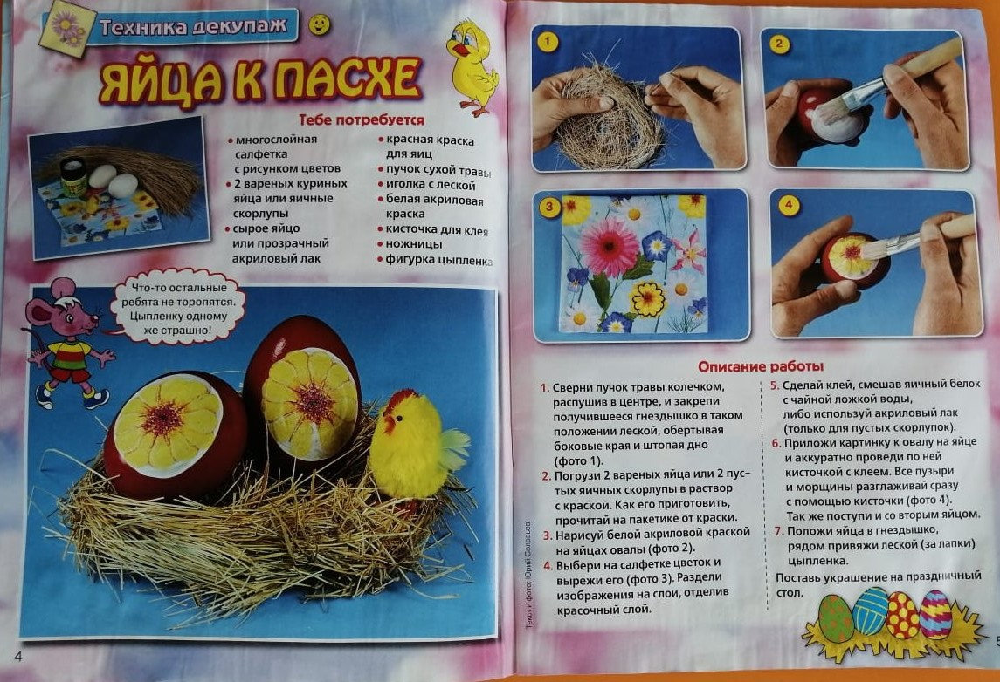 Техника декупаж
ЯЙЦА К ПАСХЕ
Тебе потребуется
• многослойная
салфетка
с рисунком цветов
• 2 вареных куриных
яйца или яичные
скорлупы
• сырое яйцо
или прозрачный
акриловый лак
• красная краска
для яиц
• пучок сухой травы
• иголка с леской
• белая акриловая
краска
• кисточка для клея
• ножницы
• фигурка цыпленка
Что-то остальные
ребята не торопятся.
Цыпленку одному
же страшно!
4
1
2
3
4
Описание работы
1. Сверни пучок травы колечком,
распушив в центре, и закрепи
получившееся гнездышко в таком
положении леской, обертывая
боковые края и штопая дно
(фото 1).
2. Погрузи 2 вареных яйца или 2 пус-
тых яичных скорлупы в раствор
с краской. Как его приготовить,
прочитай на пакетике от краски.
3. Нарисуй белой акриловой краской
на яйцах овалы (фото 2).
4. Выбери на салфетке цветок и
вырежи его (фото 3). Раздели
изображения на слои, отделив
красочный слой.
5. Сделай клей, смешав яичный белок
с чайной ложкой воды,
либо используй акриловый лак
(только для пустых скорлупок).
6. Приложи картинку к овалу на яйце
и аккуратно проведи по ней
кисточкой с клеем. Все пузыри
и морщины разглаживай сразу
с помощью кисточки (фото 4).
Так же поступи и со вторым яйцом.
7. Положи яйца в гнездышко,
рядом привяжи леской (за лапки)
цыпленка.
Поставь украшение на праздничный
стол.
Текст и фото: Юрий Соловьев
5